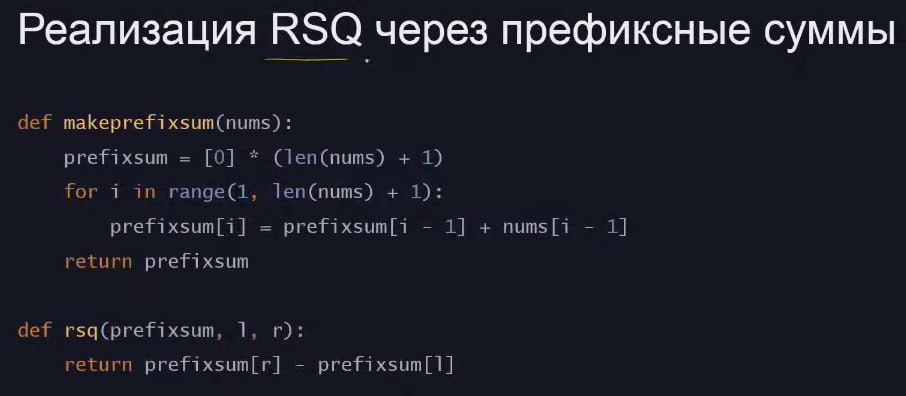 Реализация RSQ через префиксные суммы
def makeprefixsum(nums):
    prefixsum = [0] * (len(nums) + 1)
    for i in range(1, len(nums) + 1):
        prefixsum[i] = prefixsum[i - 1] + nums[i - 1]
    return prefixsum
def rsq(prefixsum, l, r):
    return prefixsum[r] - prefixsum[l]